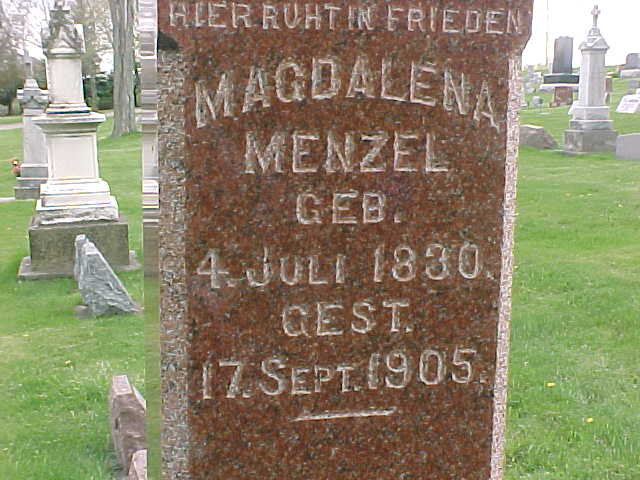 HIER RUHT IN FRIEDEN
MAGDALENA
MENZEL
GEB.
4. JULI 1830.
GEST.
17. SEPT. 1905.